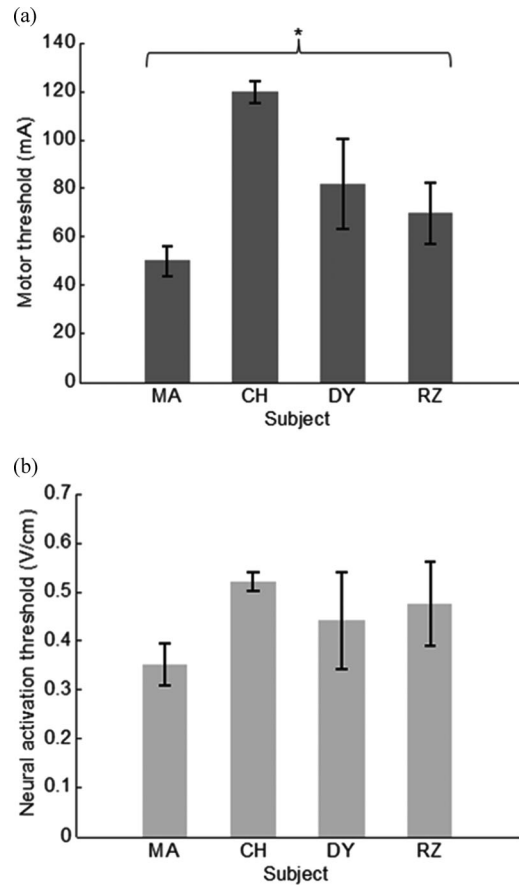 (a)
*
140
120
100
80
60
40
20
0
Motor threshold (mA)
MA CH DY RZ
Subject
(b)
0.7
0.6
0.5
0.4
0.3
0.2
0.1
0
Neural activation threshold (V/cm)
MA CH DY RZ
Subject